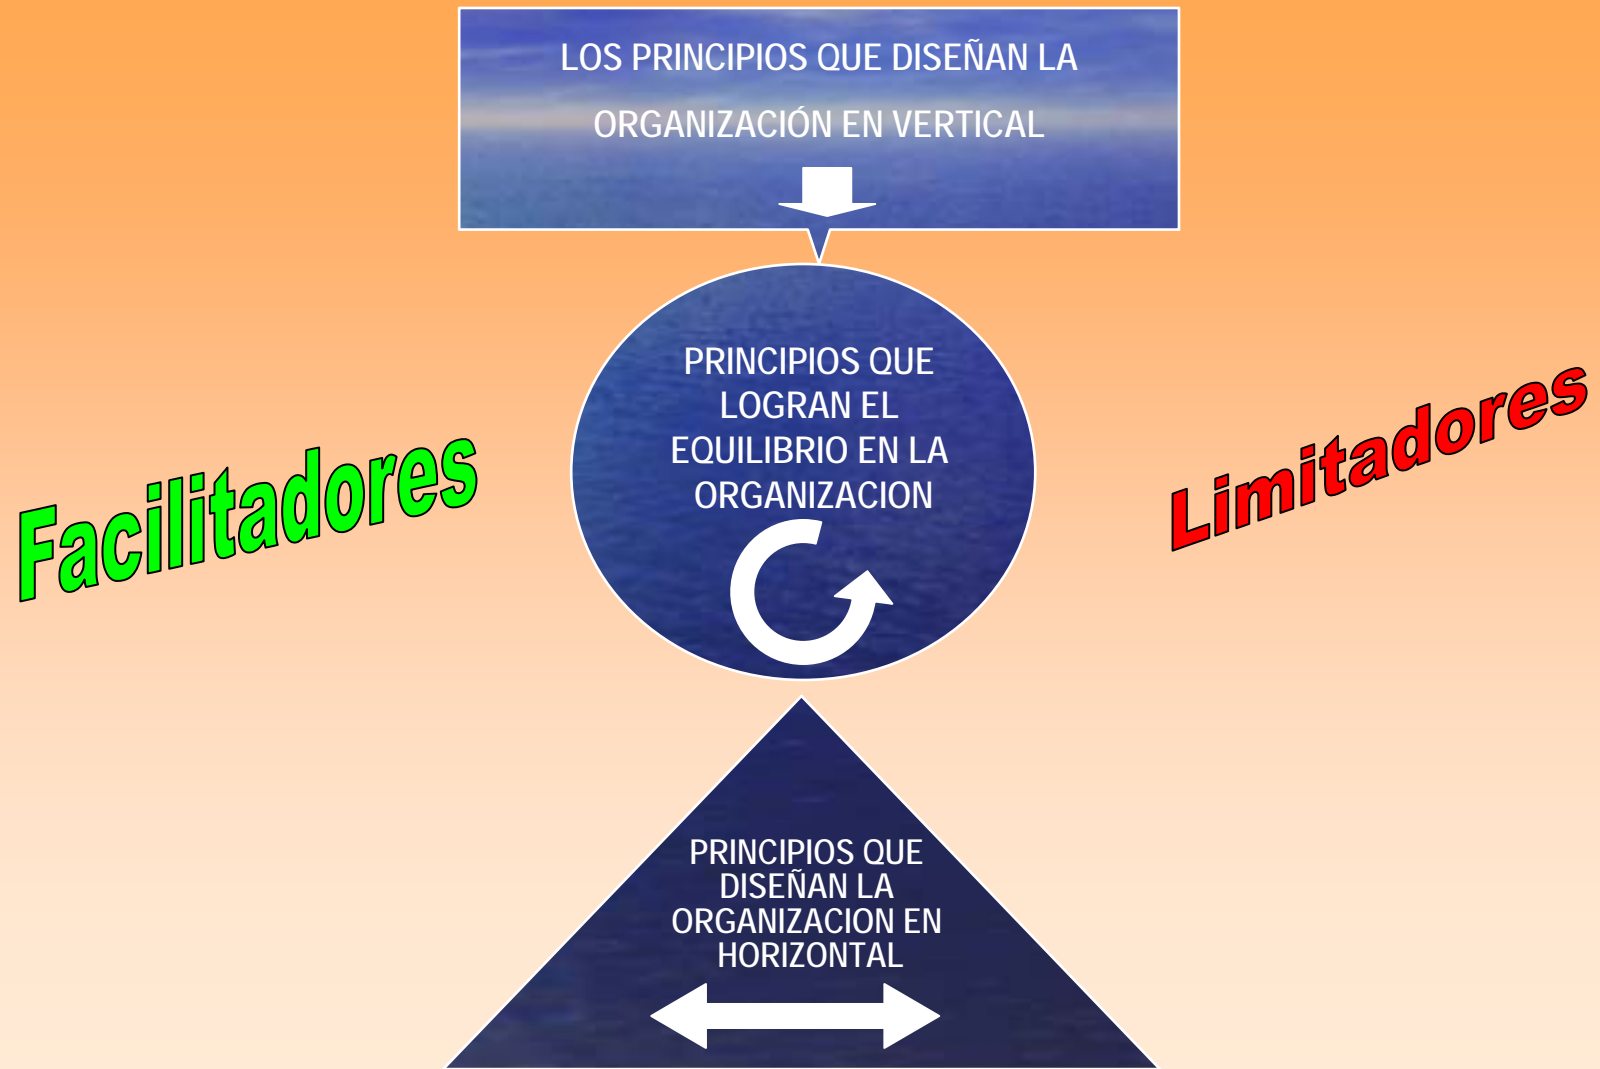 LOS PRINCIPIOS QUE DISEÑAN LA
ORGANIZACIÓN EN VERTICAL
PRINCIPIOS QUE
LOGRAN EL
EQUILIBRIO EN LA
ORGANIZACION
Facilitadores
Limitadores
PRINCIPIOS QUE
DISEÑAN LA
ORGANIZACION EN
HORIZONTAL